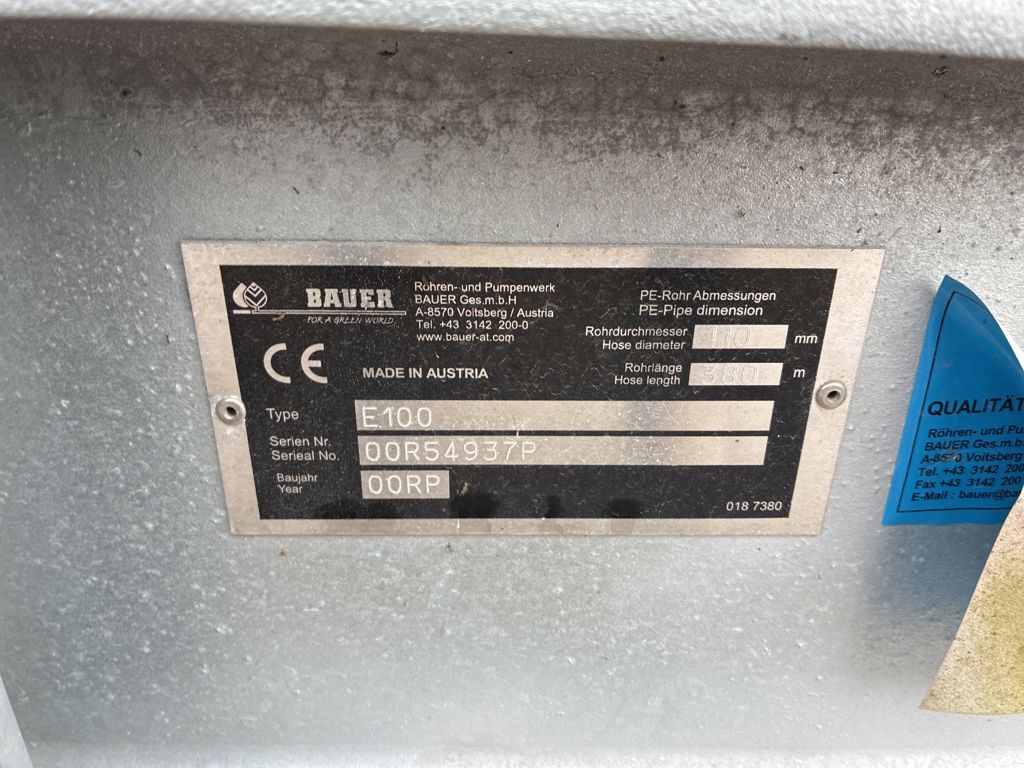 BAUER
FOR A GREEN WORLD
Röhren- und Pumpenwerk
BAUER Ges.m.b.H
A-8570 Voitsberg / Austria
Tel. +43 3142 200-0
www.bauer-at.com
PE-Rohr Abmessungen
PE-Pipe dimension
Rohrdurchmesser
Hose diameter 110 mm
Rohrlänge
Hose length 380 m
CE
MADE IN AUSTRIA
Type E100
Serien Nr.
Serieal No. 00R54937P
Baujahr
Year 00RP
018 7380
QUALITÄT
Röhren- und Pu
BAUER Ges.m.b.
A-8570 Voitsberg
Tel. +43 3142 200
Fax +43 3142 200
E-Mail : bauer@ba